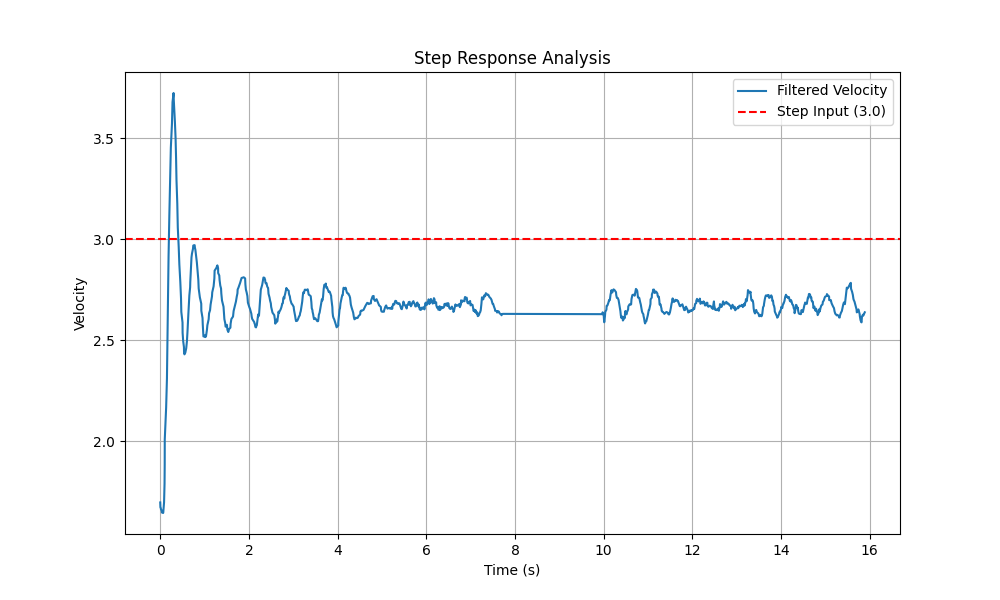 Step Response Analysis
Filtered Velocity
Step Input (3.0)
Velocity
3.5
3.0
2.5
2.0
0 2 4 6 8 10 12 14 16
Time (s)